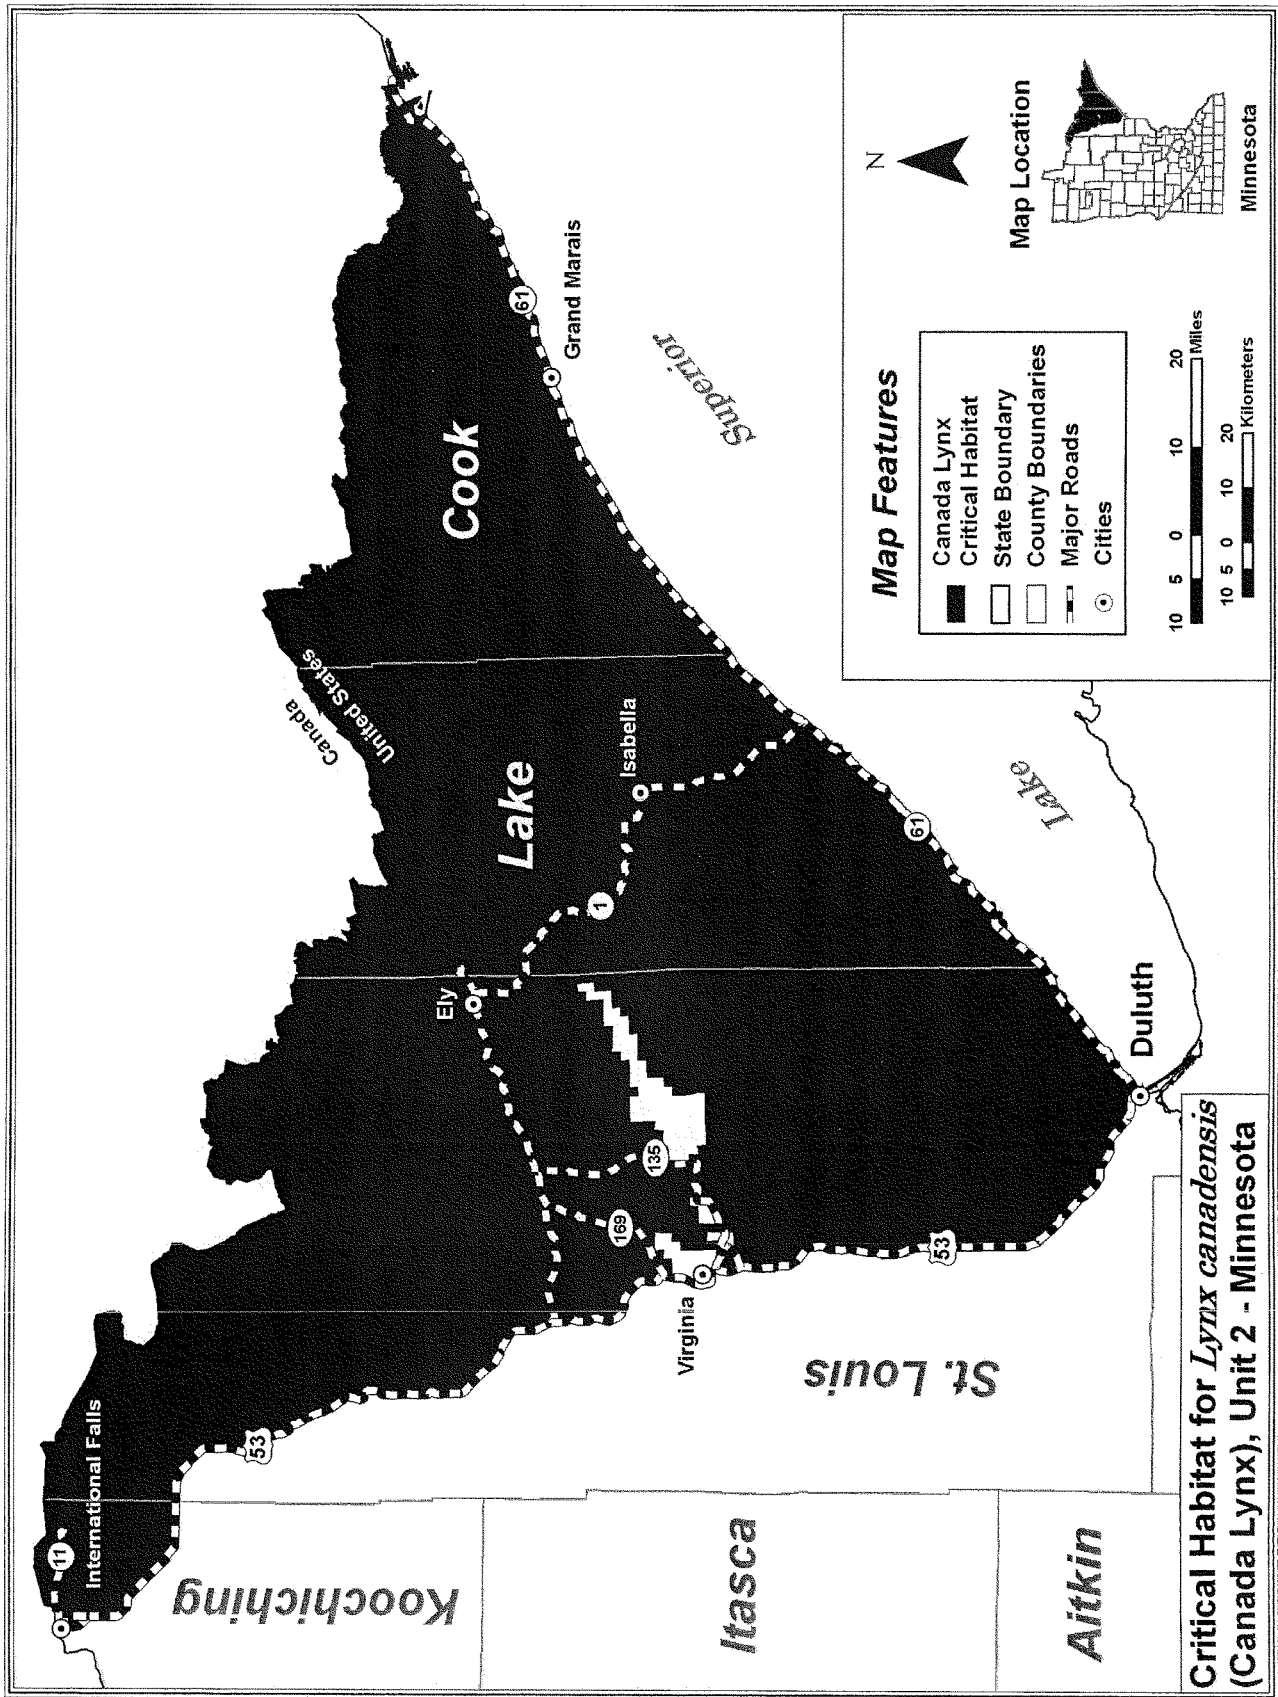 Canada
United States
Cook
Lake
Grand Marais
Isabella
Ely
International Falls
Virginia
Duluth
Koochiching
St. Louis
Itasca
Aitkin
Lake
Superior
11
53
53
169
135
1
61
61
Map Features
Canada Lynx
Critical Habitat
State Boundary
County Boundaries
Major Roads
Cities
N
Map Location
Minnesota
10 5 0 10 20 Miles
10 5 0 10 20 Kilometers
Critical Habitat for Lynx canadensis
(Canada Lynx), Unit 2 - Minnesota